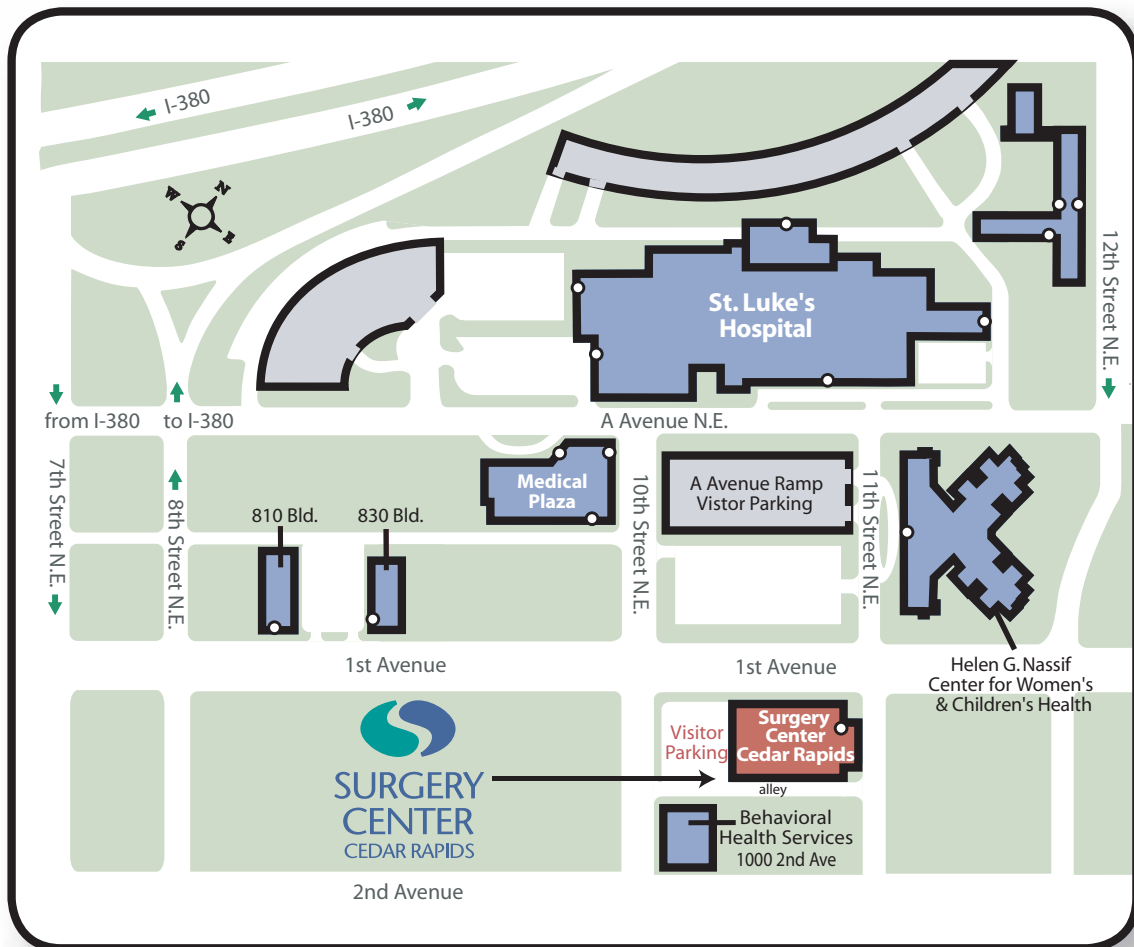 I-380
I-380
N
W
E
S
12th Street N.E.
St. Luke's
Hospital
from I-380
to I-380
A Avenue N.E.
7th Street N.E.
8th Street N.E.
810 Bld.
830 Bld.
Medical
Plaza
10th Street N.E.
A Avenue Ramp
Vistor Parking
11th Street N.E.
1st Avenue
1st Avenue
Helen G. Nassif
Center for Women's
& Children's Health
SURGERY
CENTER
CEDAR RAPIDS
Visitor
Parking
Surgery
Center
Cedar Rapids
alley
Behavioral
Health Services
1000 2nd Ave
2nd Avenue